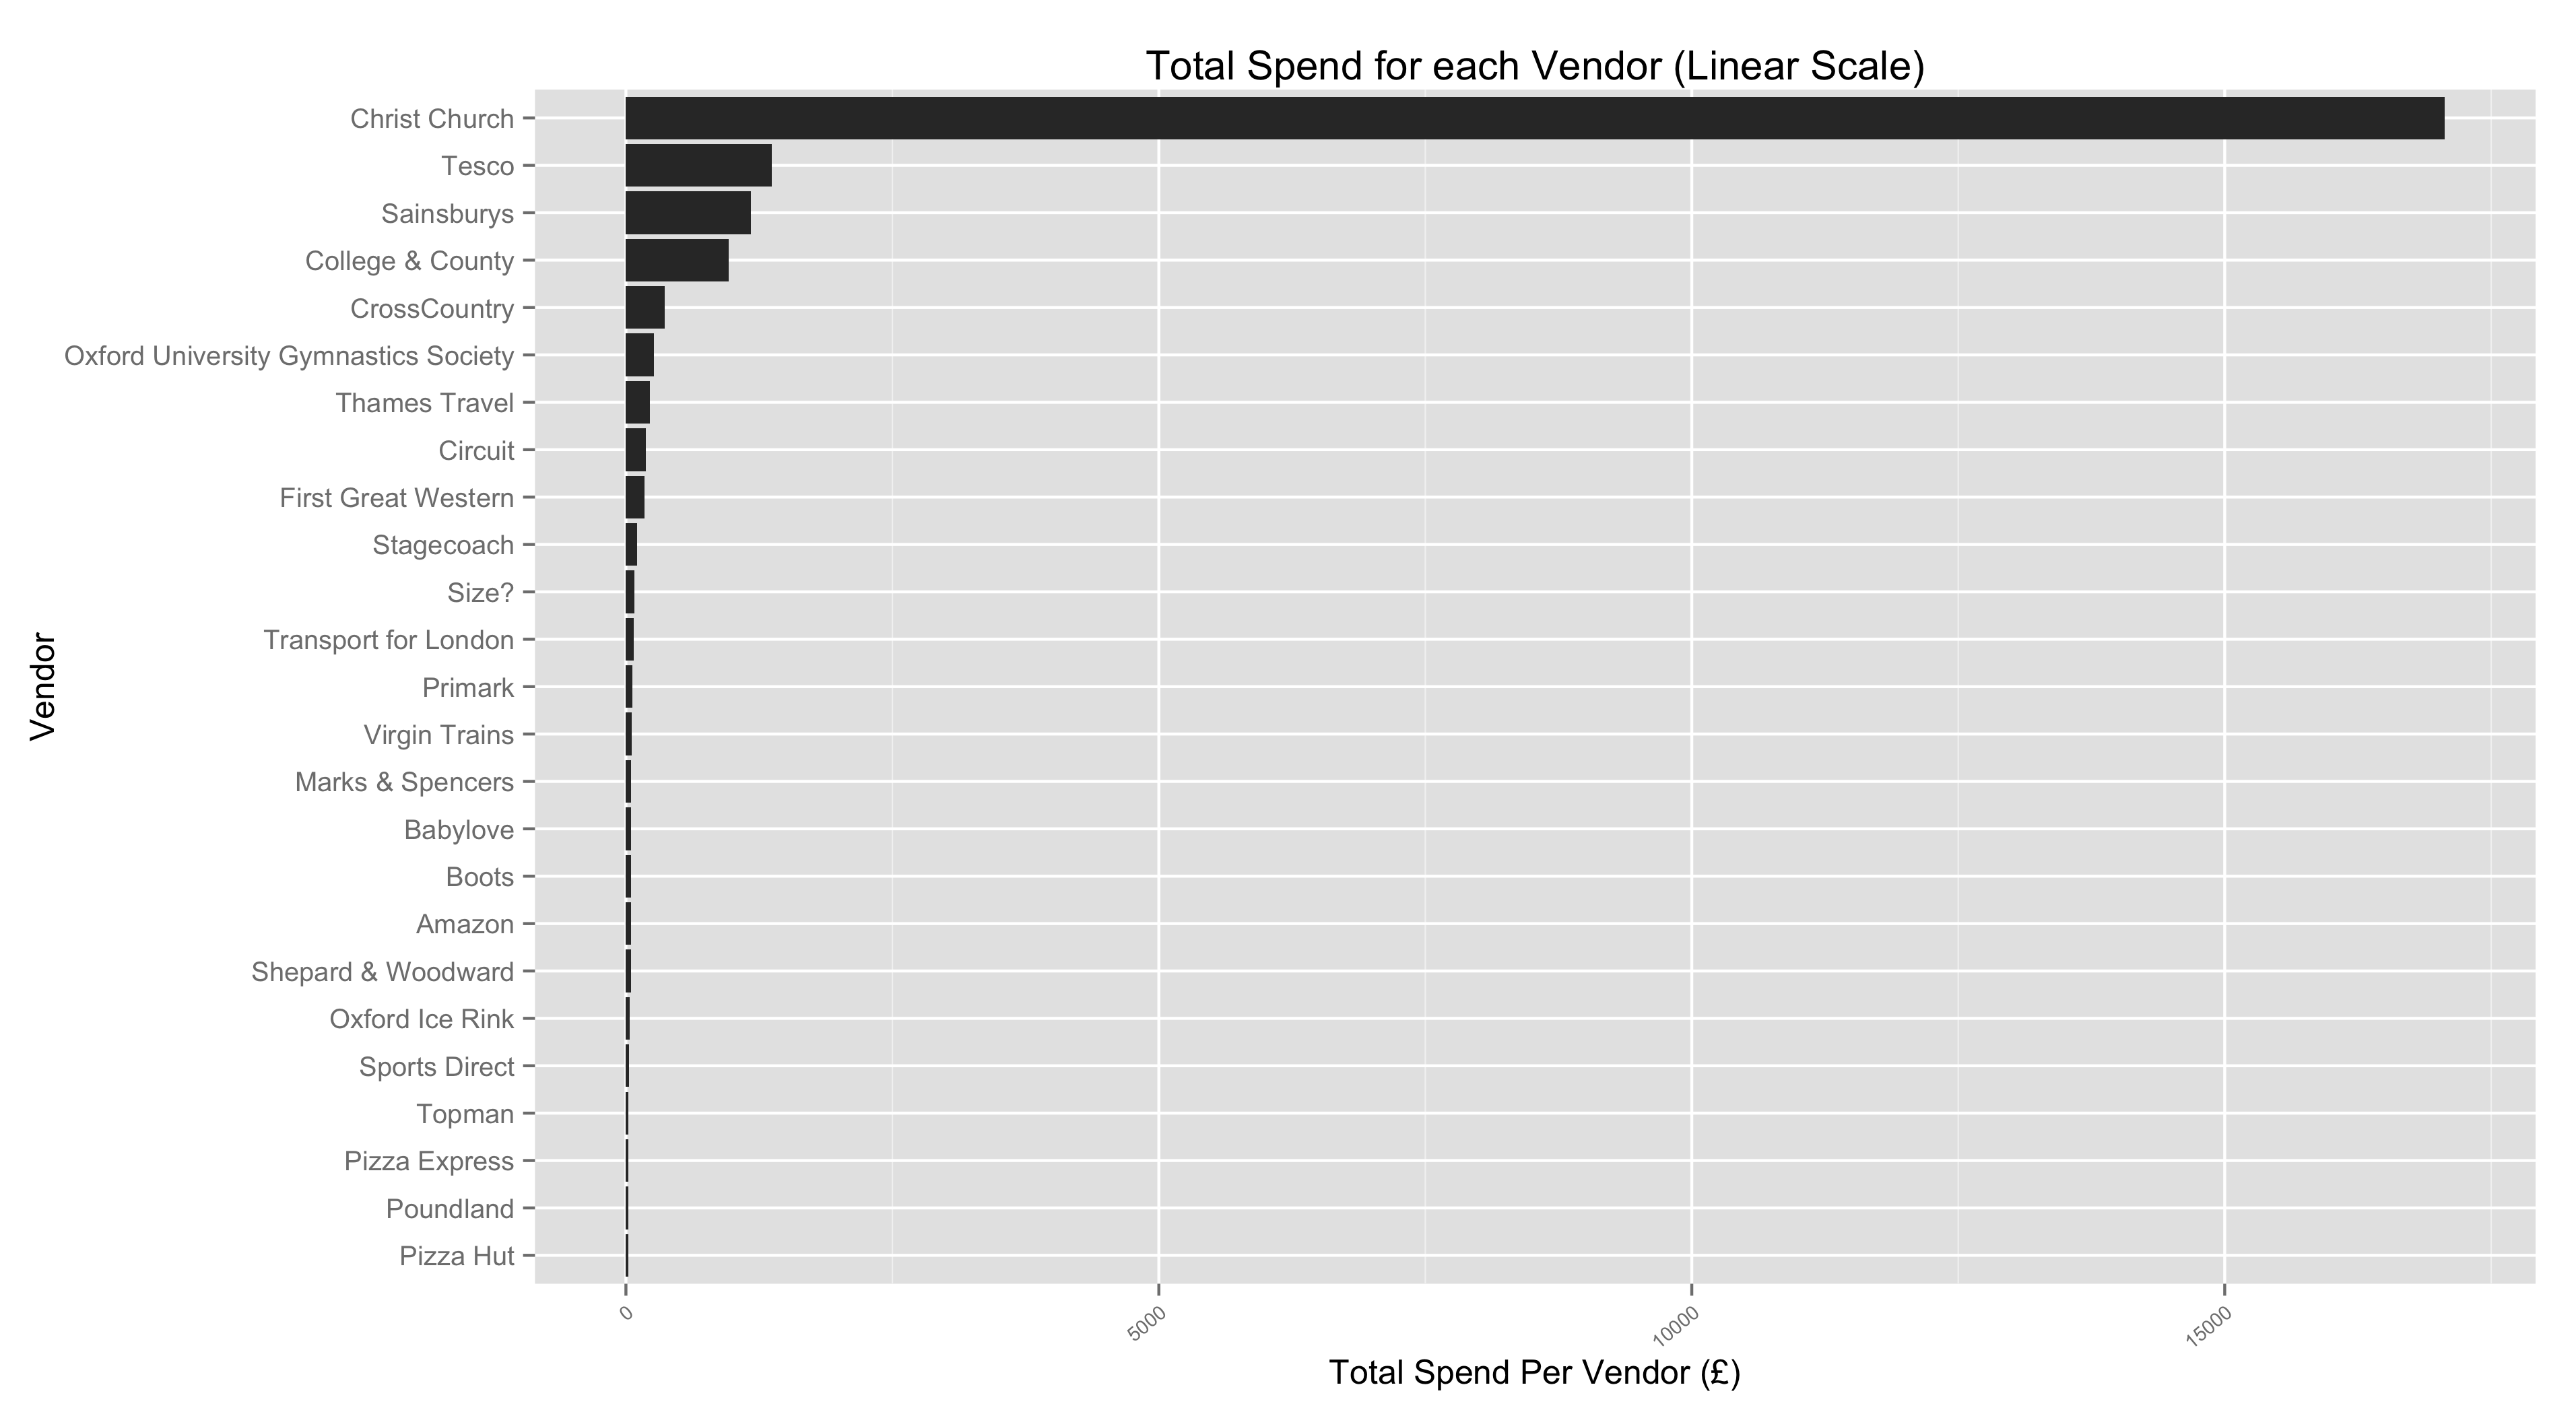 Total Spend for each Vendor (Linear Scale)
Christ Church
Tesco
Sainsburys
College & County
CrossCountry
Oxford University Gymnastics Society
Thames Travel
Circuit
First Great Western
Stagecoach
Size?
Transport for London
Primark
Virgin Trains
Marks & Spencers
Babylove
Boots
Amazon
Shepard & Woodward
Oxford Ice Rink
Sports Direct
Topman
Pizza Express
Poundland
Pizza Hut
Vendor
0 5000 10000 15000
Total Spend Per Vendor (£)